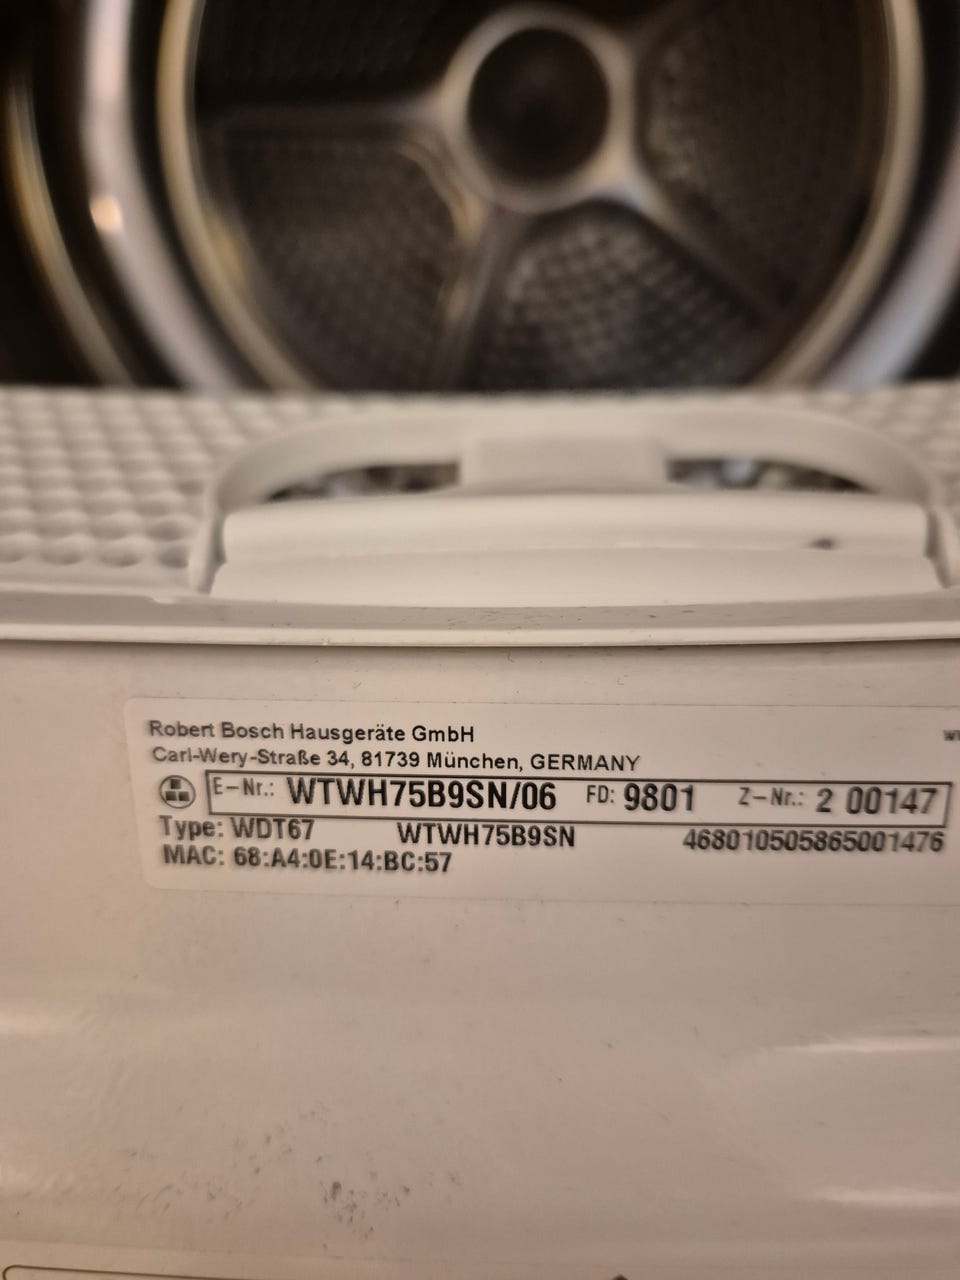 Robert Bosch Hausgeräte GmbH
Carl-Wery-Straße 34, 81739 München, GERMANY
E-Nr.: WTWH75B9SN/06 FD: 9801 Z-Nr.: 2 00147
Type: WDT67 WTWH75B9SN 468010505865001476
MAC: 68:A4:0E:14:BC:57